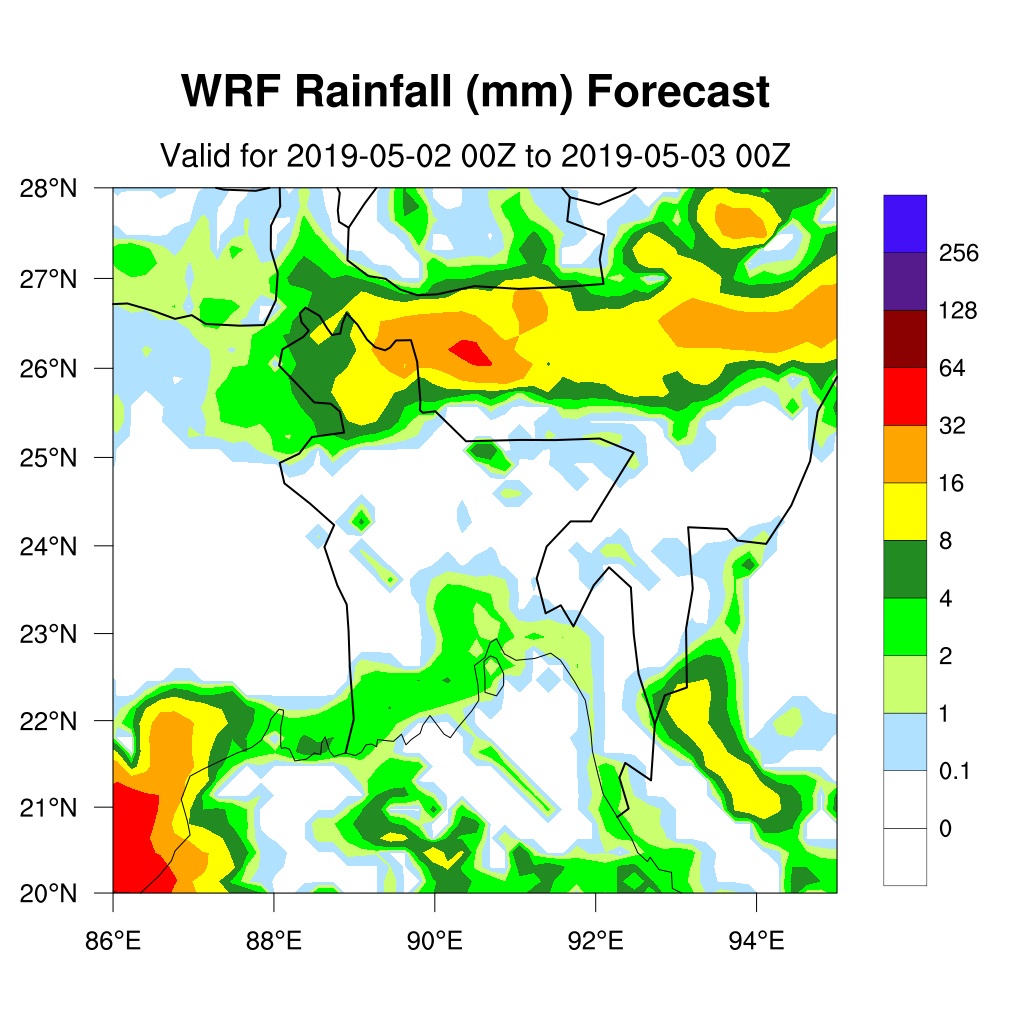 WRF Rainfall (mm) Forecast
Valid for 2019-05-02 00Z to 2019-05-03 00Z
28°N
27°N
26°N
25°N
24°N
23°N
22°N
21°N
20°N
86°E 88°E 90°E 92°E 94°E
256
128
64
32
16
8
4
2
1
0.1
0